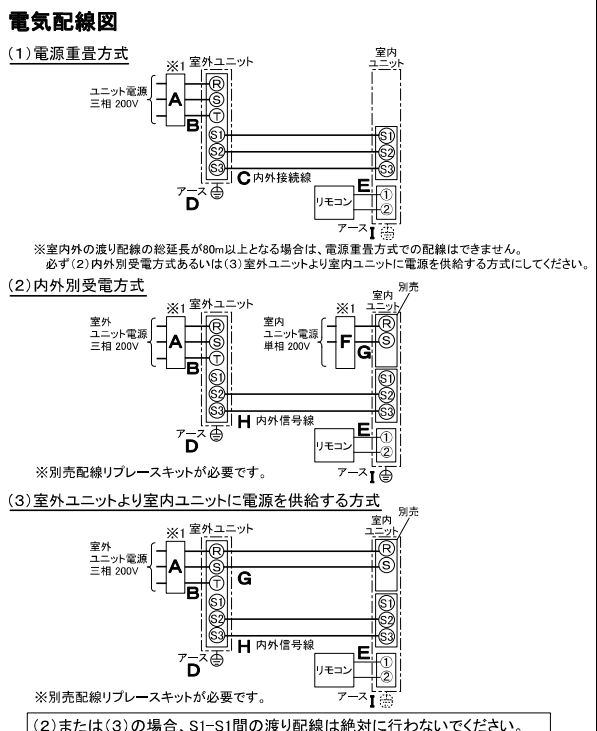 電気配線図
(1)電源重畳方式
※1 室外ユニット
室内
ユニット
ユニット電源
三相 200V
A
B
R
S
T
S1
S2
S3
S1
S2
S3
C 内外接続線
アース
D
リモコン
E
①
②
アース I
※室内外の渡り配線の総延長が80m以上となる場合は、電源重畳方式での配線はできません。
必ず(2)内外別受電方式あるいは(3)室外ユニットより室内ユニットに電源を供給する方式にしてください。
(2)内外別受電方式
※1 室外ユニット
※1
室内
ユニット
別売
室外
ユニット電源
三相 200V
A
B
R
S
T
S1
S2
S3
室内
ユニット電源
単相 200V
F
G
R
S
S1
S2
S3
H 内外信号線
アース
D
リモコン
E
①
②
アース I
※別売配線リプレースキットが必要です。
(3)室外ユニットより室内ユニットに電源を供給する方式
※1 室外ユニット
室内
ユニット
別売
室外
ユニット電源
三相 200V
A
B
R
S
T
S1
S2
S3
G
R
S
S1
S2
S3
H 内外信号線
アース
D
リモコン
E
①
②
アース I
※別売配線リプレースキットが必要です。
(2)または(3)の場合、S1-S1間の渡り配線は絶対に行わないでください。